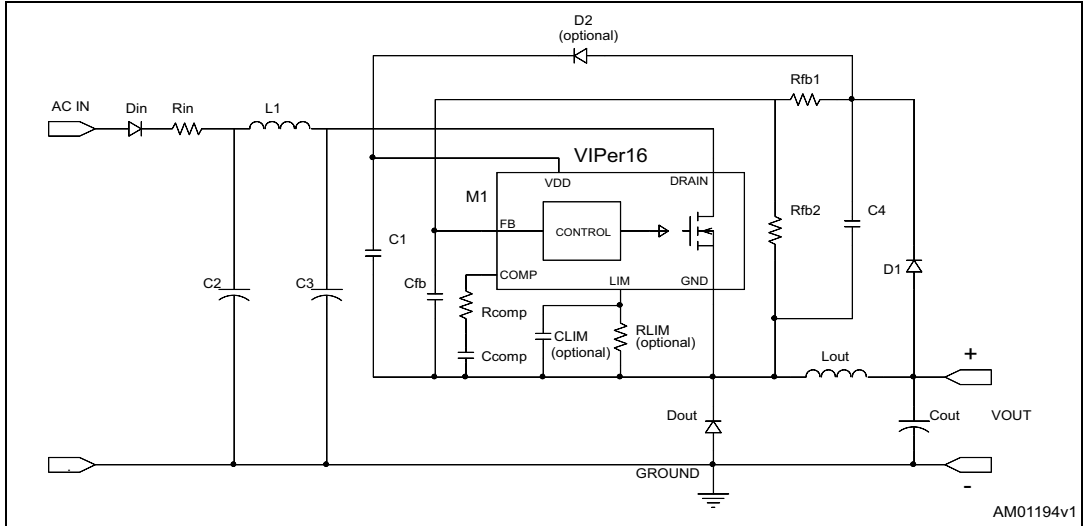 D2
(optional)
AC IN
Din
Rin
L1
Rfb1
VIPer16
M1
VDD
DRAIN
FB
CONTROL
Rfb2
C4
C1
D1
COMP
LIM
GND
C2
C3
Cfb
Rcomp
CLIM
(optional)
RLIM
(optional)
Ccomp
Lout
+
Dout
Cout
VOUT
GROUND
-
AM01194v1